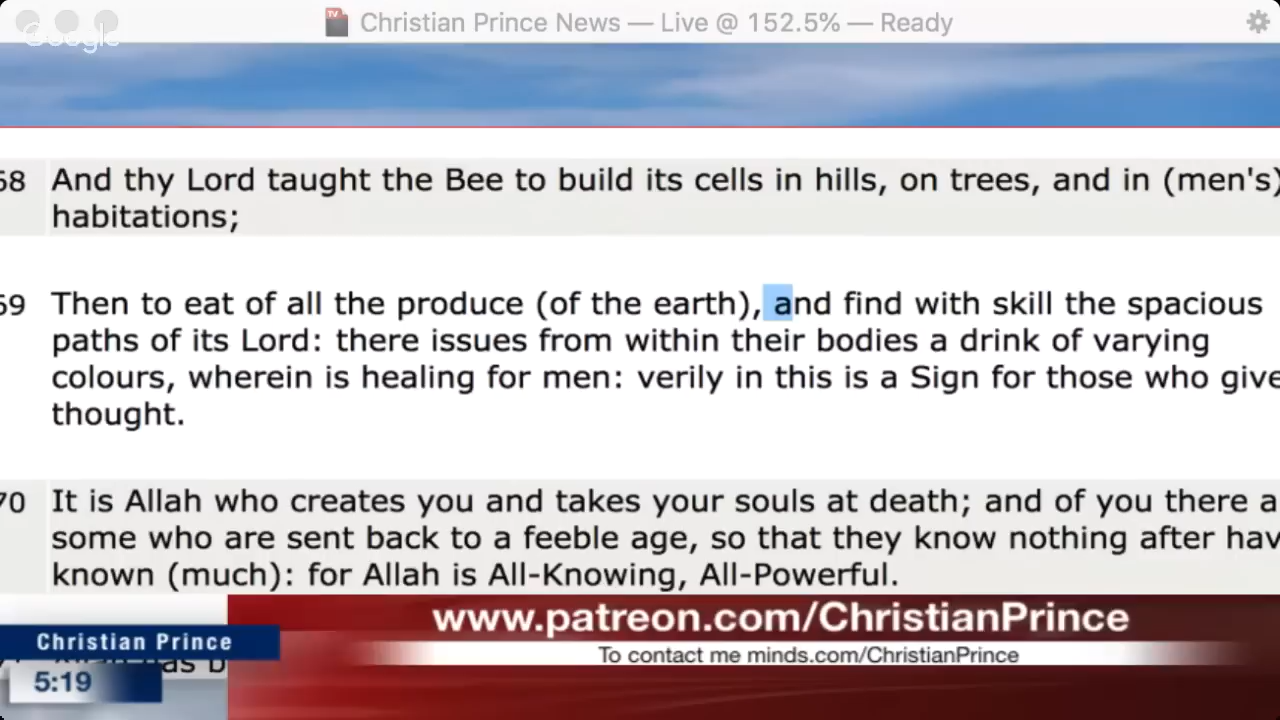 Christian Prince News — Live @ 152.5% — Ready
Google
68 And thy Lord taught the Bee to build its cells in hills, on trees, and in (men's)
habitations;
69 Then to eat of all the produce (of the earth), and find with skill the spacious
paths of its Lord: there issues from within their bodies a drink of varying
colours, wherein is healing for men: verily in this is a Sign for those who give
thought.
70 It is Allah who creates you and takes your souls at death; and of you there
some who are sent back to a feeble age, so that they know nothing after
known (much): for Allah is All-Knowing, All-Powerful.
www.patreon.com/ChristianPrince
Christian Prince
To contact me minds.com/ChristianPrince
5:19